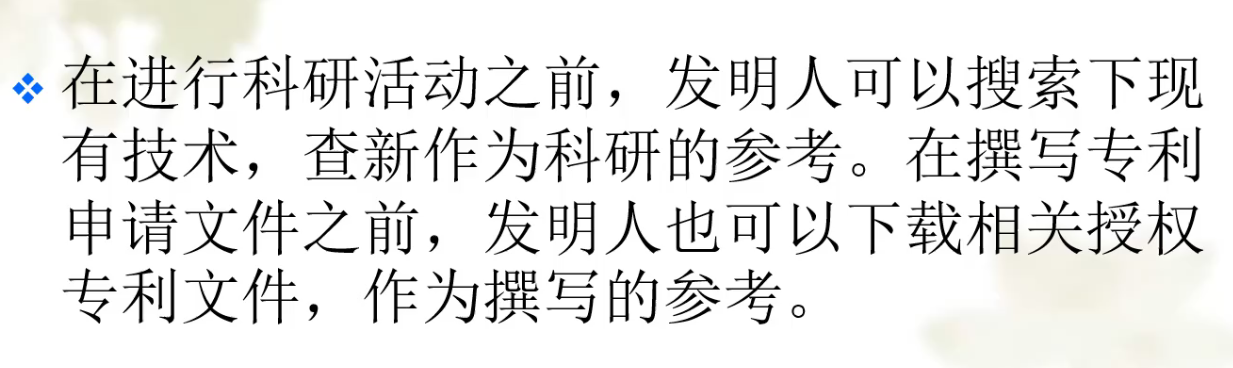 在进行科研活动之前，发明人可以搜索下现
有技术，查新作为科研的参考。在撰写专利
申请文件之前，发明人也可以下载相关授权
专利文件，作为撰写的参考。